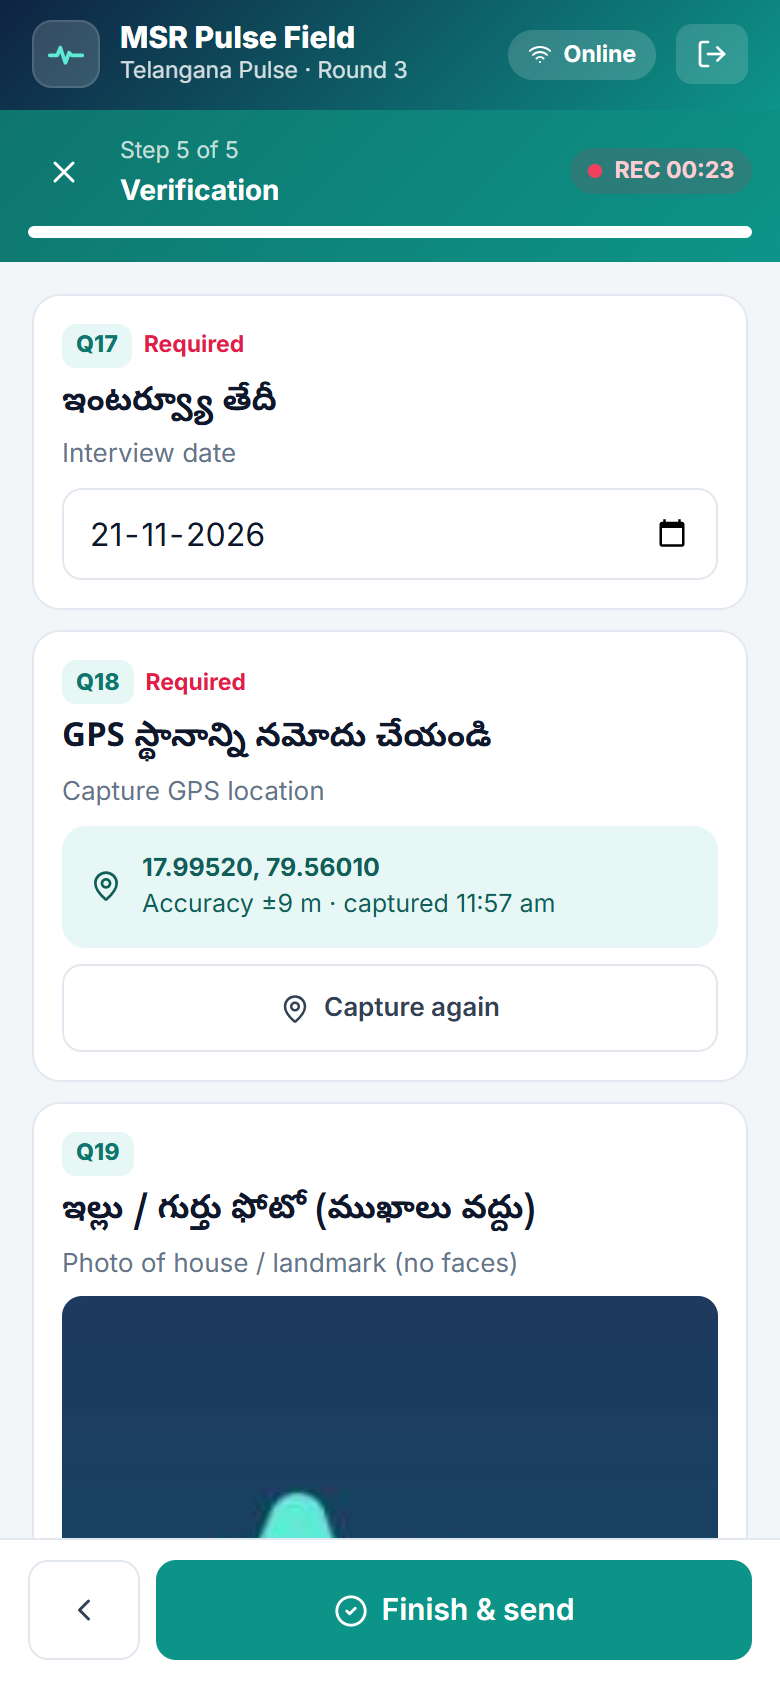 MSR Pulse Field
Telangana Pulse · Round 3
Online
Step 5 of 5
Verification
REC 00:23
Q17 Required
ఇంటర్వ్యూ తేదీ
Interview date
21-11-2026
Q18 Required
GPS స్థానాన్ని నమోదు చేయండి
Capture GPS location
17.99520, 79.56010
Accuracy ±9 m · captured 11:57 am
Capture again
Q19
ఇల్లు / గుర్తు ఫోటో (ముఖాలు వద్దు)
Photo of house / landmark (no faces)
Finish & send